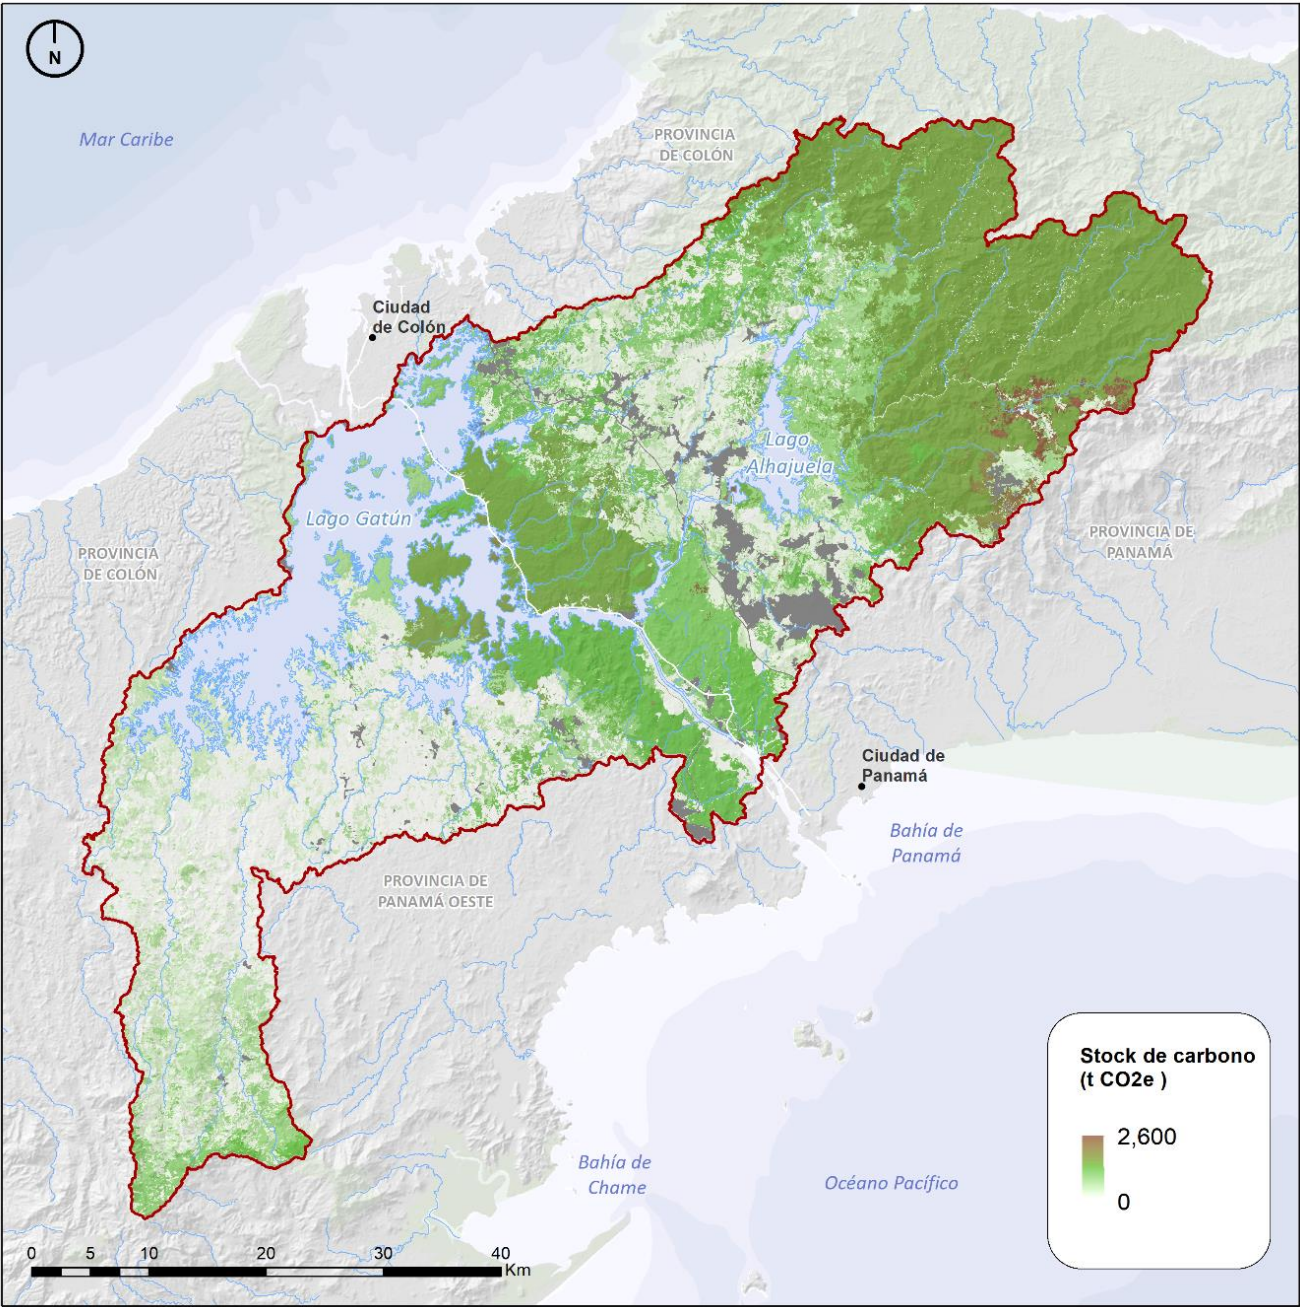 N
Mar Caribe
PROVINCIA
DE COLÓN
Ciudad
de Colón
Lago
Alhajuela
Lago Gatún
PROVINCIA
DE COLÓN
PROVINCIA DE
PANAMÁ
Ciudad de
Panamá
Bahía de
Panamá
PROVINCIA DE
PANAMÁ OESTE
Stock de carbono
(t CO2e )
2,600
0
Bahía de
Chame
Océano Pacífico
0 5 10 20 30 40
Km